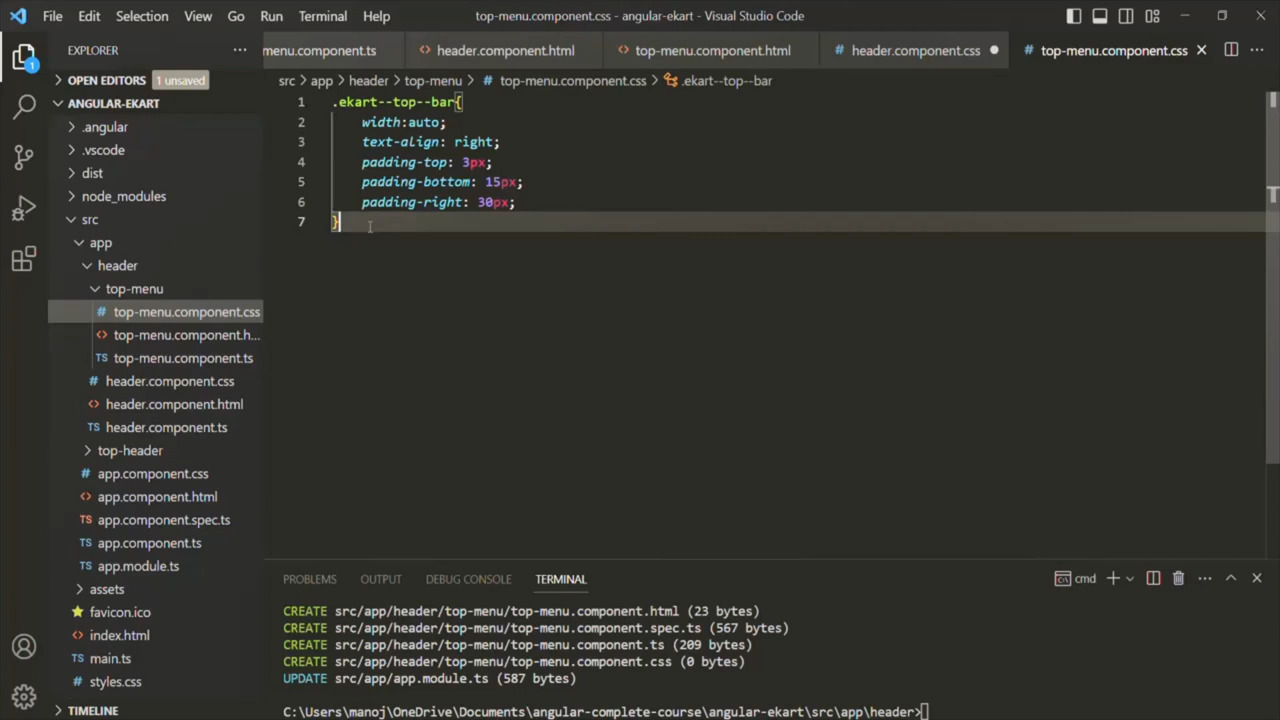 File Edit Selection View Go Run Terminal Help
top-menu.component.css - angular-ekart - Visual Studio Code
EXPLORER
menu.component.ts
header.component.html
top-menu.component.html
header.component.css
top-menu.component.css
OPEN EDITORS 1 unsaved
src > app > header > top-menu > # top-menu.component.css > .ekart--top--bar
ANGULAR-EKART
.angular
.vscode
dist
node_modules
src
app
header
top-menu
# top-menu.component.css
<> top-menu.component.h...
TS top-menu.component.ts
# header.component.css
<> header.component.html
TS header.component.ts
top-header
# app.component.css
<> app.component.html
TS app.component.spec.ts
TS app.component.ts
TS app.module.ts
assets
favicon.ico
<> index.html
TS main.ts
# styles.css
TIMELINE
1
1 .ekart--top--bar{
2 width:auto;
3 text-align: right;
4 padding-top: 3px;
5 padding-bottom: 15px;
6 padding-right: 30px;
7 }
PROBLEMS OUTPUT DEBUG CONSOLE TERMINAL
cmd
CREATE src/app/header/top-menu/top-menu.component.html (23 bytes)
CREATE src/app/header/top-menu/top-menu.component.spec.ts (567 bytes)
CREATE src/app/header/top-menu/top-menu.component.ts (209 bytes)
CREATE src/app/header/top-menu/top-menu.component.css (0 bytes)
UPDATE src/app/app.module.ts (587 bytes)
C:\Users\manoj\OneDrive\Documents\angular-complete-course\angular-ekart\src\app\header>